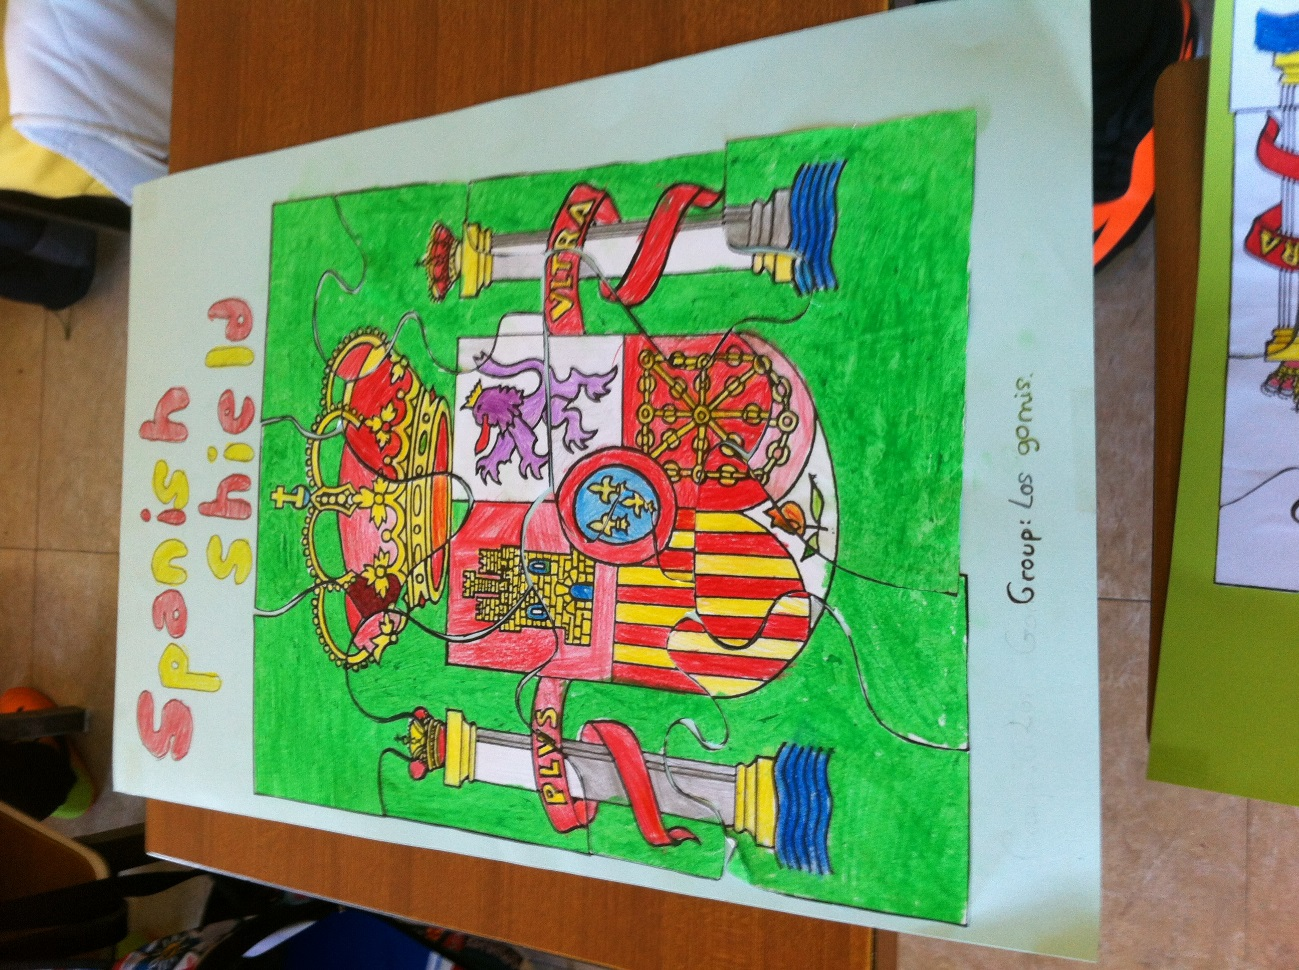 Spanish
shield
PLVS
VLTRA
Group: Los gomis.